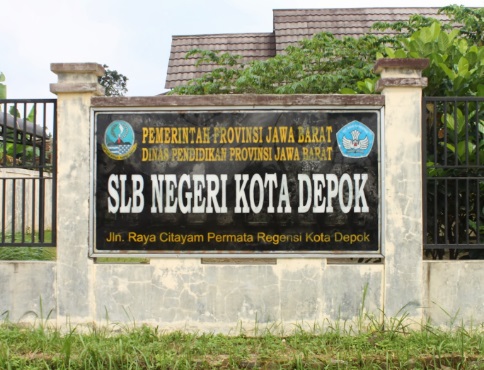 PEMERINTAH PROVINSI JAWA BARAT
DINAS PENDIDIKAN PROVINSI JAWA BARAT
SLB NEGERI KOTA DEPOK
Jln. Raya Citayam Permata Regensi Kota Depok